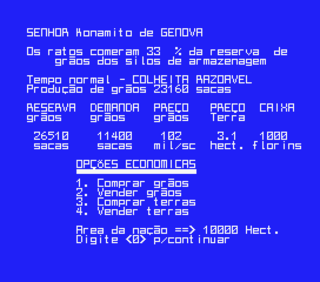 SENHOR Konamito de GENOVA
Os ratos comeram 33 % da reserva de
grãos dos silos de armazenagem
Tempo normal - COLHEITA RAZOAVEL
Produção de grãos 23160 sacas
RESERVA DEMANDA PREÇO PREÇO CAIXA
grãos grãos grãos Terra
26510 11400 102 3.1 1000
sacas sacas mil/sc hect. florins
OPÇÕES ECONOMICAS
1. Comprar grãos
2. Vender grãos
3. Comprar terras
4. Vender terras
Area da nação ==> 10000 Hect.
Digite <0> p/continuar